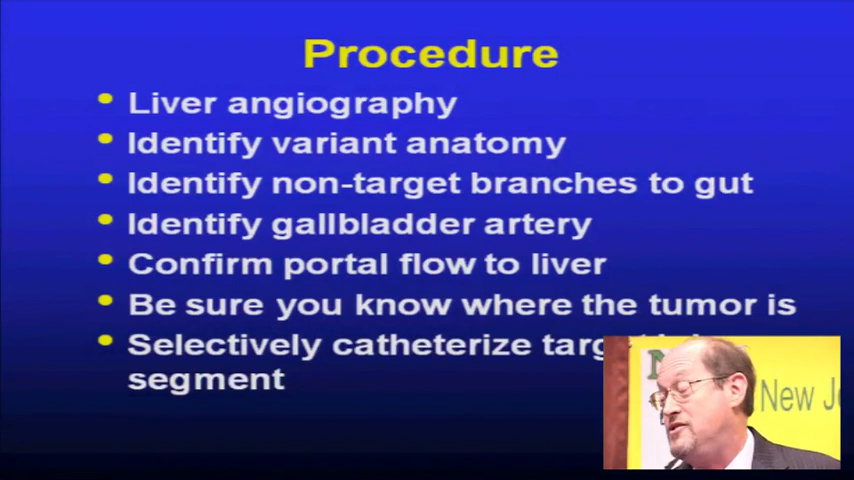 Procedure
• Liver angiography
• Identify variant anatomy
• Identify non-target branches to gut
• Identify gallbladder artery
• Confirm portal flow to liver
• Be sure you know where the tumor is
• Selectively catheterize
segment
New